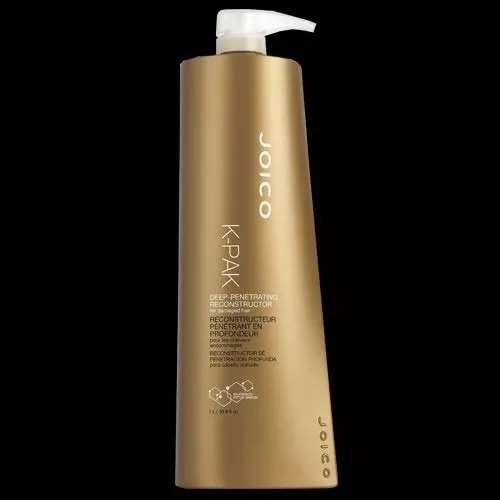 JOICO
K-PAK
DEEP-PENETRATING
RECONSTRUCTOR
for damaged hair
RECONSTRUCTEUR
PÉNÉTRANT EN
PROFONDEUR
pour les cheveux
endommagés
RECONSTRUCTOR DE
PENETRACIÓN PROFUNDA
para cabello dañado
JOICO